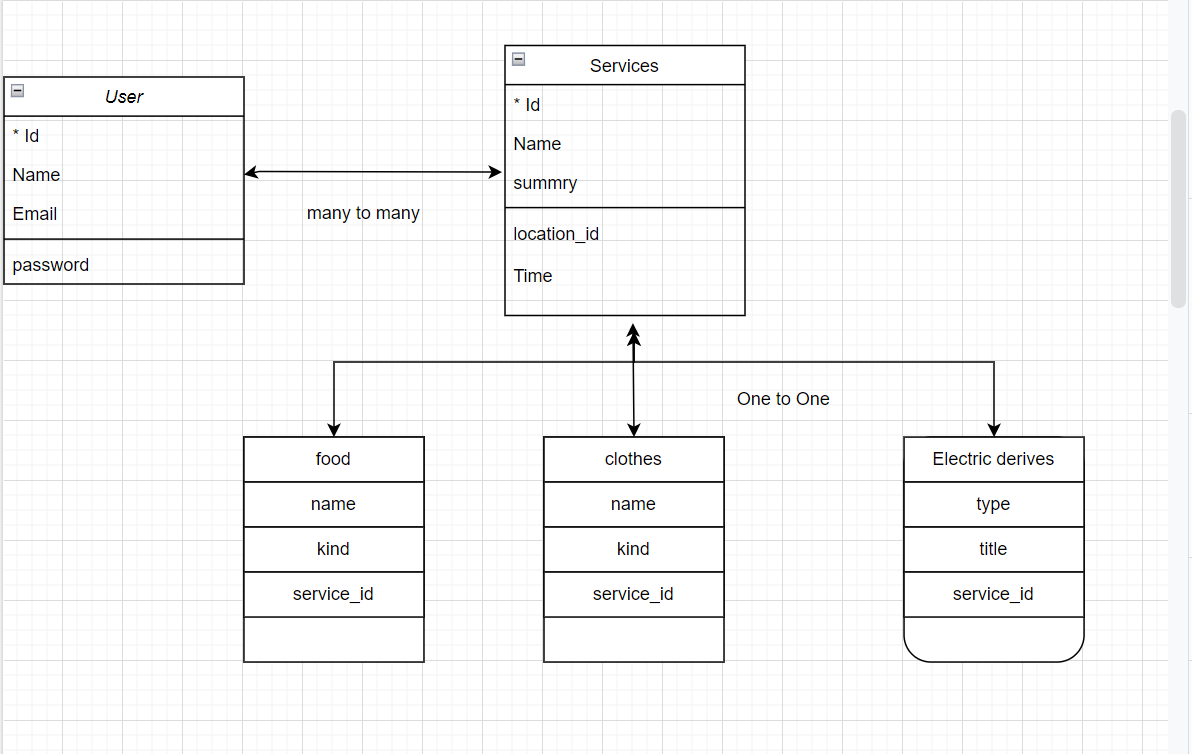 User
* Id
Name
Email
password
many to many
Services
* Id
Name
summry
location_id
Time
One to One
food
name
kind
service_id
clothes
name
kind
service_id
Electric derives
type
title
service_id